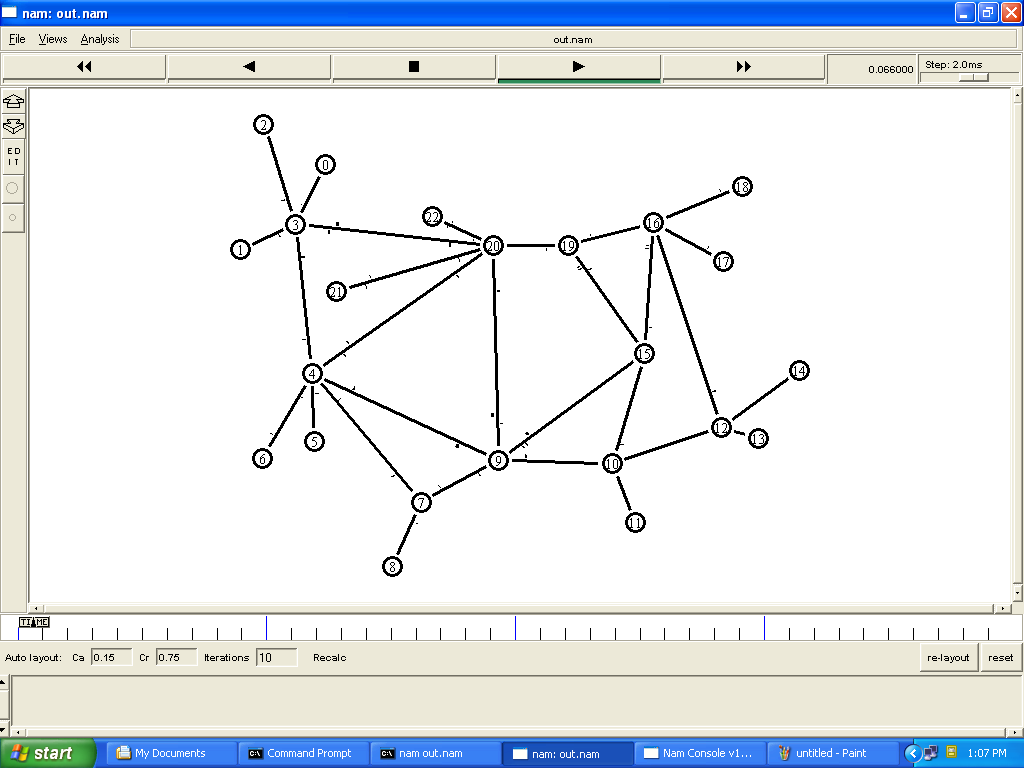 nam: out.nam
File Views Analysis out.nam
0.066000 Step: 2.0ms
ED
IT
2
0
18
22
16
3
20 19
1
17
21
15
14
4
12
13
5
6
9
10
7
11
8
TIME
Auto layout: Ca 0.15 Cr 0.75 Iterations 10 Recalc re-layout reset
start My Documents C:\ Command Prompt C:\ nam out.nam nam: out.nam Nam Console v1... untitled - Paint 1:07 PM